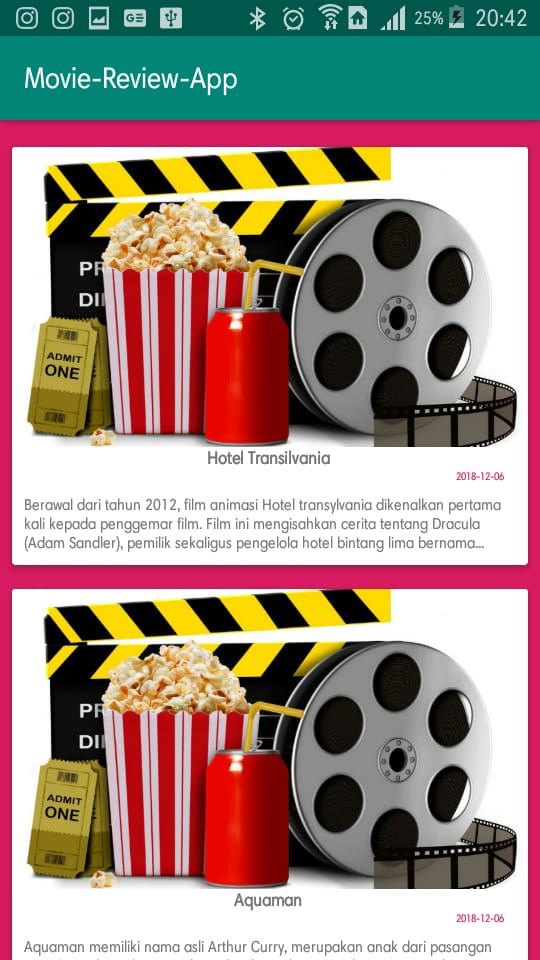 25% 20:42
Movie-Review-App
PR
DI
ADMIT
ONE
Hotel Transilvania
2018-12-06
Berawal dari tahun 2012, film animasi Hotel transylvania dikenalkan pertama
kali kepada penggemar film. Film ini mengisahkan cerita tentang Dracula
(Adam Sandler), pemilik sekaligus pengelola hotel bintang lima bernama...
PR
DI
ADMIT
ONE
Aquaman
2018-12-06
Aquaman memiliki nama asli Arthur Curry, merupakan anak dari pasangan